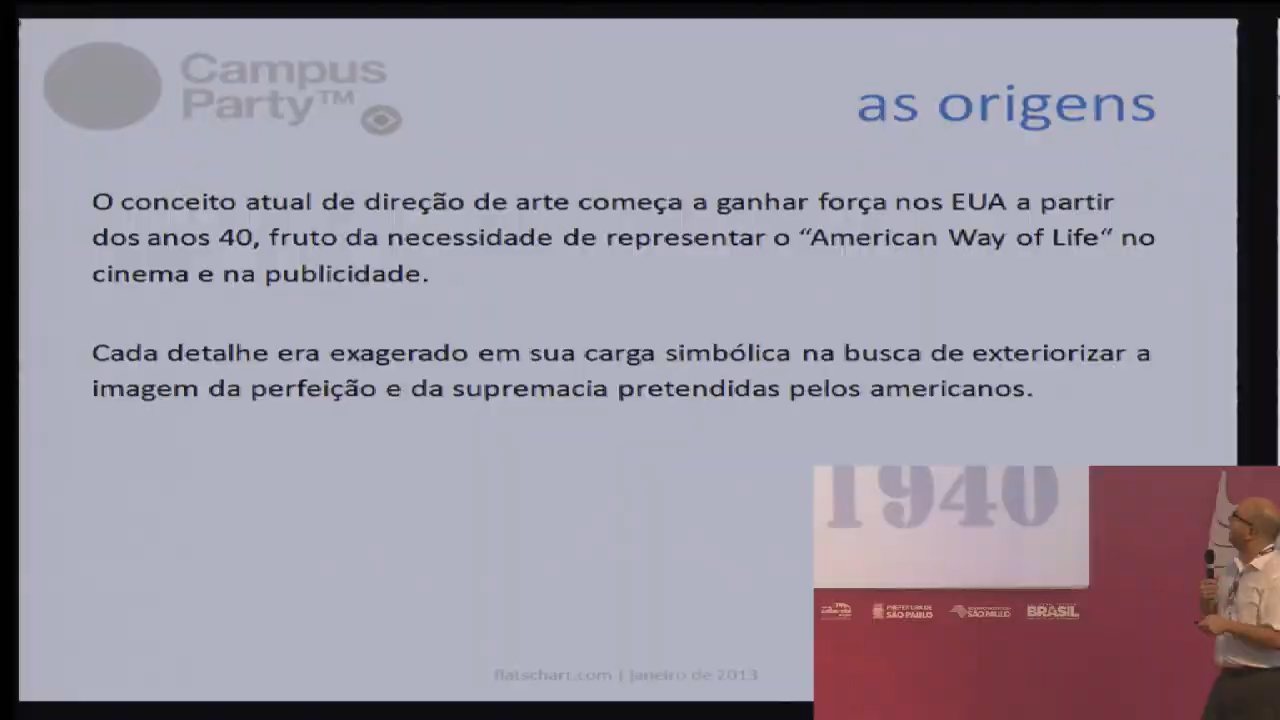 Campus
Party™
as origens
O conceito atual de direção de arte começa a ganhar força nos EUA a partir
dos anos 40, fruto da necessidade de representar o “American Way of Life“ no
cinema e na publicidade.
Cada detalhe era exagerado em sua carga simbólica na busca de exteriorizar a
imagem da perfeição e da supremacia pretendidas pelos americanos.
1940
PREFEITURA DE
SÃO PAULO
SÃO PAULO
BRASIL
flatschart.com | janeiro de 2013